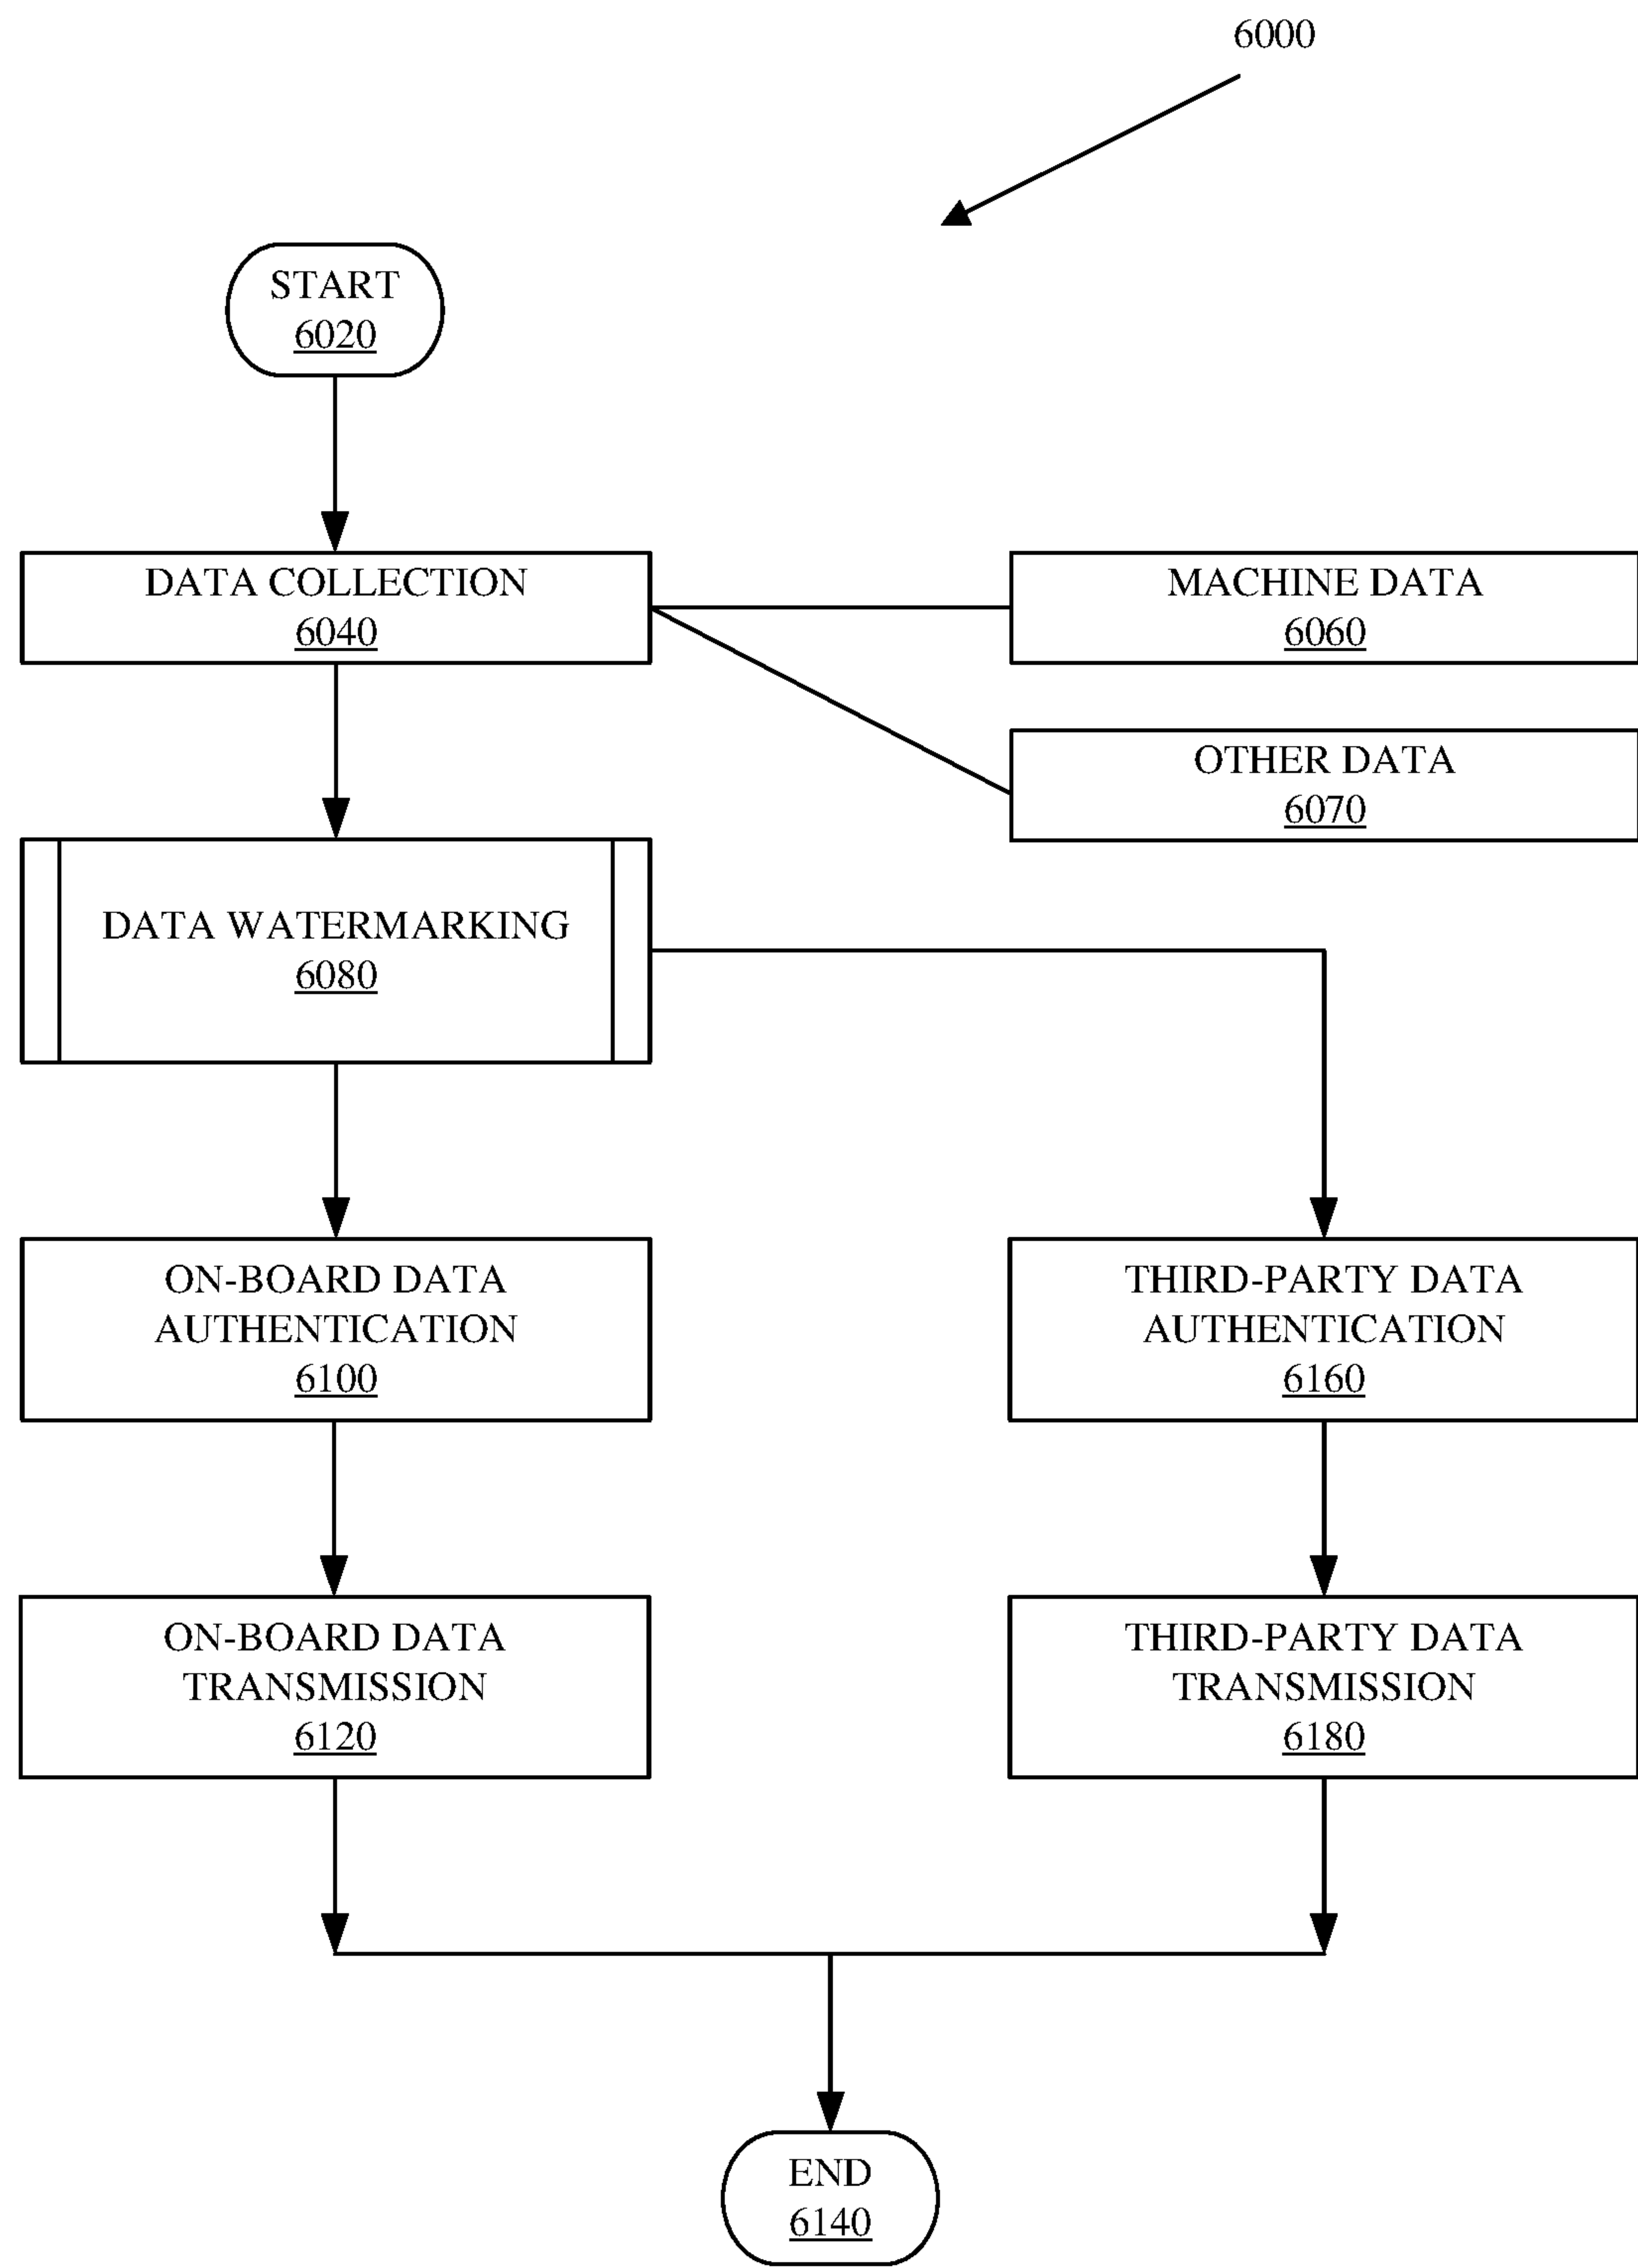 6000
START
6020
DATA COLLECTION
6040
MACHINE DATA
6060
OTHER DATA
6070
DATA WATERMARKING
6080
ON-BOARD DATA
AUTHENTICATION
6100
THIRD-PARTY DATA
AUTHENTICATION
6160
ON-BOARD DATA
TRANSMISSION
6120
THIRD-PARTY DATA
TRANSMISSION
6180
END
6140